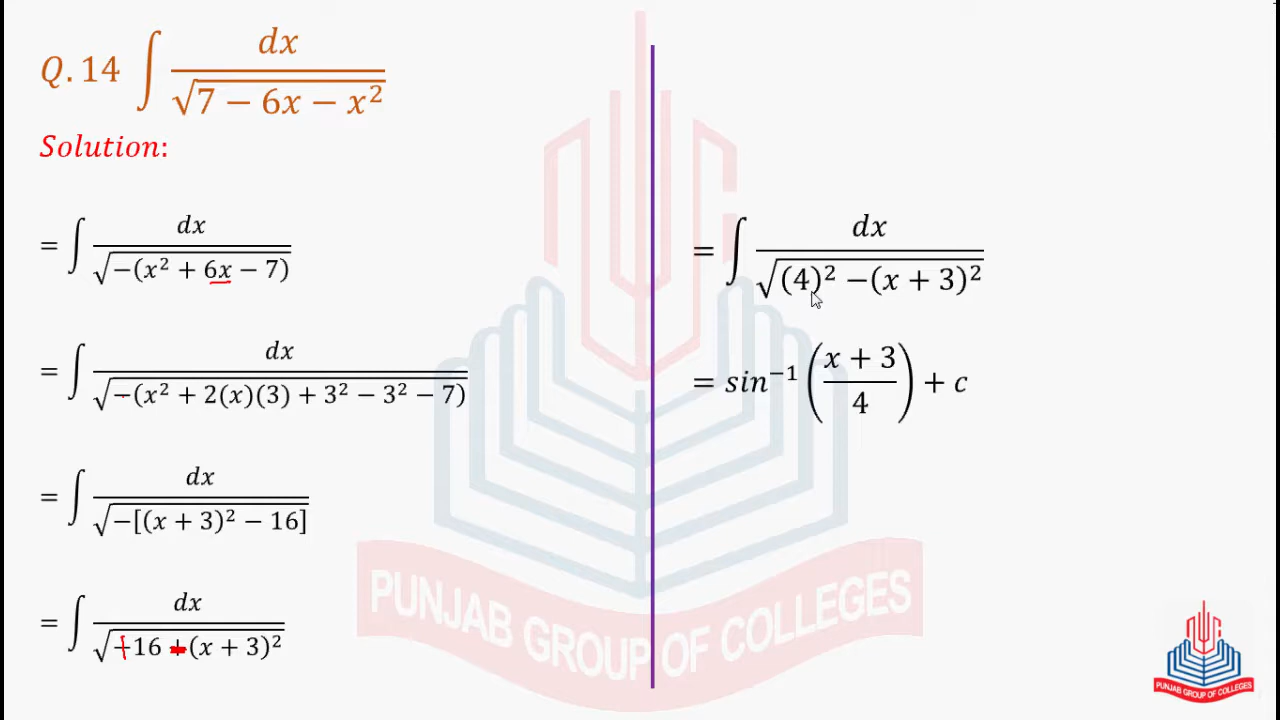 Q. 14 ∫ dx / √(7 − 6x − x²)
Solution:
= ∫ dx / √(−(x² + 6x − 7))
= ∫ dx / √(−(x² + 2(x)(3) + 3² − 3² − 7))
= ∫ dx / √(−[(x + 3)² − 16])
= ∫ dx / √(+16 −(x + 3)²)
= ∫ dx / √((4)² −(x + 3)²)
= sin⁻¹ ((x + 3) / 4) + c
PUNJAB GROUP OF COLLEGES
PUNJAB GROUP OF COLLEGES